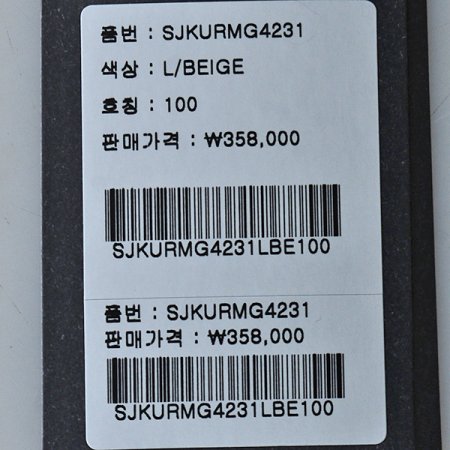 품번 : SJKURMG4231
색상 : L/BEIGE
호칭 : 100
판매가격 : ₩358,000
SJKURMG4231LBE100
품번 : SJKURMG4231
판매가격 : ₩358,000
SJKURMG4231LBE100